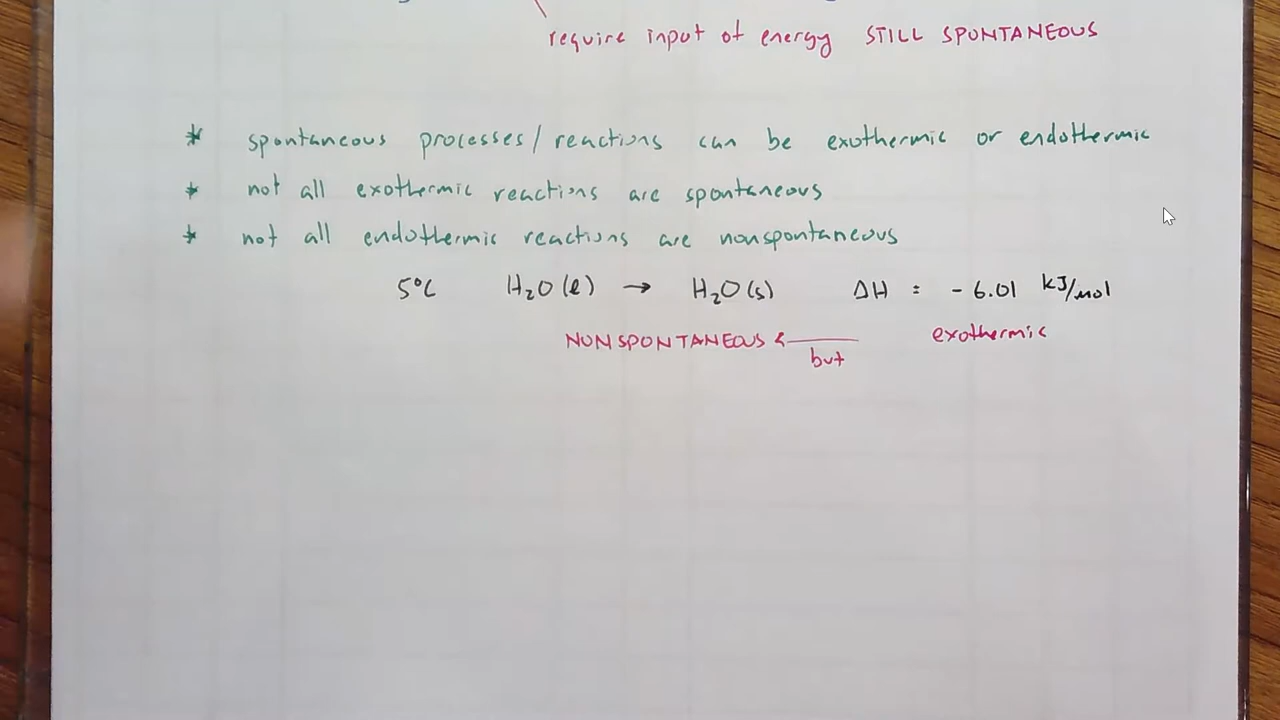 require input of energy STILL SPONTANEOUS
* spontaneous processes/reactions can be exothermic or endothermic
* not all exothermic reactions are spontaneous
* not all endothermic reactions are nonspontaneous
5°C H₂O(l) → H₂O(s) ΔH = -6.01 kJ/mol
NONSPONTANEOUS ← but exothermic